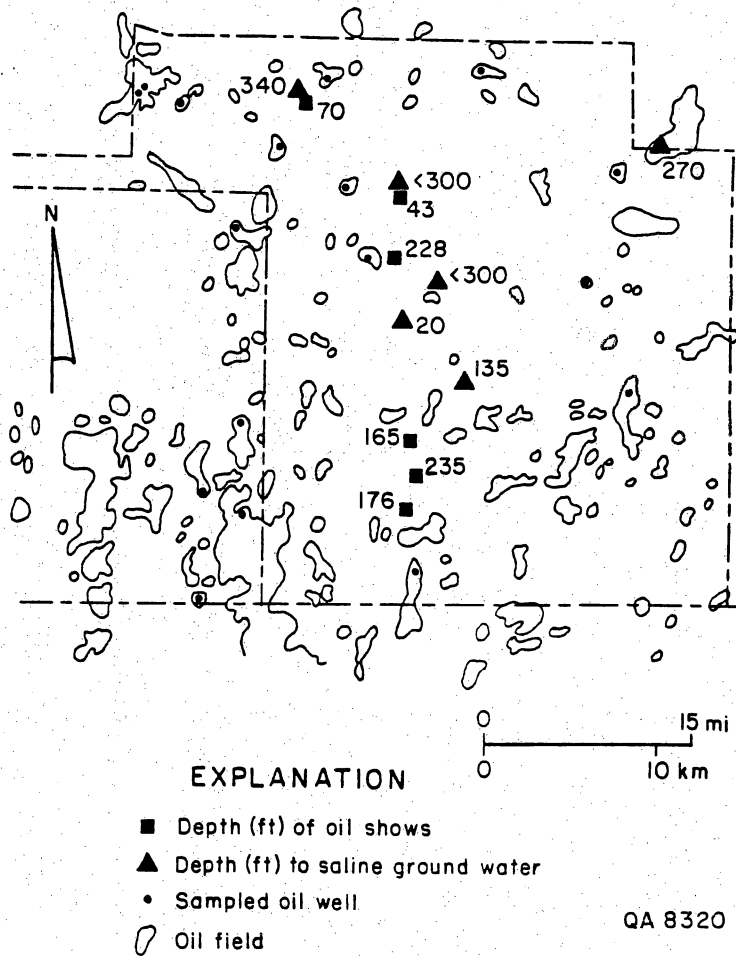 340
70
270
<300
43
N
228
<300
20
135
165
235
176
0 15 mi
0 10 km
EXPLANATION
Depth (ft) of oil shows
Depth (ft) to saline ground water
Sampled oil well
Oil field
QA 8320